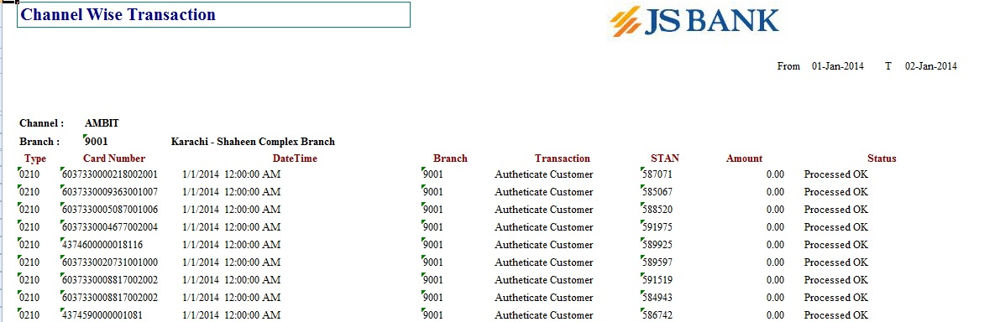 Channel Wise Transaction
JS BANK
From 01-Jan-2014 T 02-Jan-2014
Channel : AMBIT
Branch : 9001 Karachi - Shaheen Complex Branch
Type Card Number DateTime Branch Transaction STAN Amount Status
0210 6037330000218002001 1/1/2014 12:00:00 AM 9001 Autheticate Customer 587071 0.00 Processed OK
0210 6037330009363001007 1/1/2014 12:00:00 AM 9001 Autheticate Customer 585067 0.00 Processed OK
0210 6037330005087001006 1/1/2014 12:00:00 AM 9001 Autheticate Customer 588520 0.00 Processed OK
0210 6037330004677002004 1/1/2014 12:00:00 AM 9001 Autheticate Customer 591975 0.00 Processed OK
0210 4374600000018116 1/1/2014 12:00:00 AM 9001 Autheticate Customer 589925 0.00 Processed OK
0210 6037330020731001000 1/1/2014 12:00:00 AM 9001 Autheticate Customer 589597 0.00 Processed OK
0210 6037330008817002002 1/1/2014 12:00:00 AM 9001 Autheticate Customer 591519 0.00 Processed OK
0210 6037330008817002002 1/1/2014 12:00:00 AM 9001 Autheticate Customer 584943 0.00 Processed OK
0210 4374590000001081 1/1/2014 12:00:00 AM 9001 Autheticate Customer 586742 0.00 Processed OK